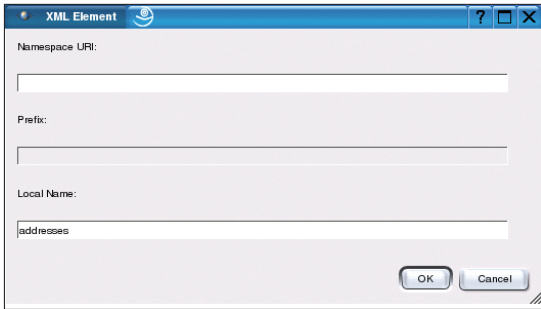 XML Element
?
Namespace URI:
Prefix:
Local Name:
addresses
OK
Cancel